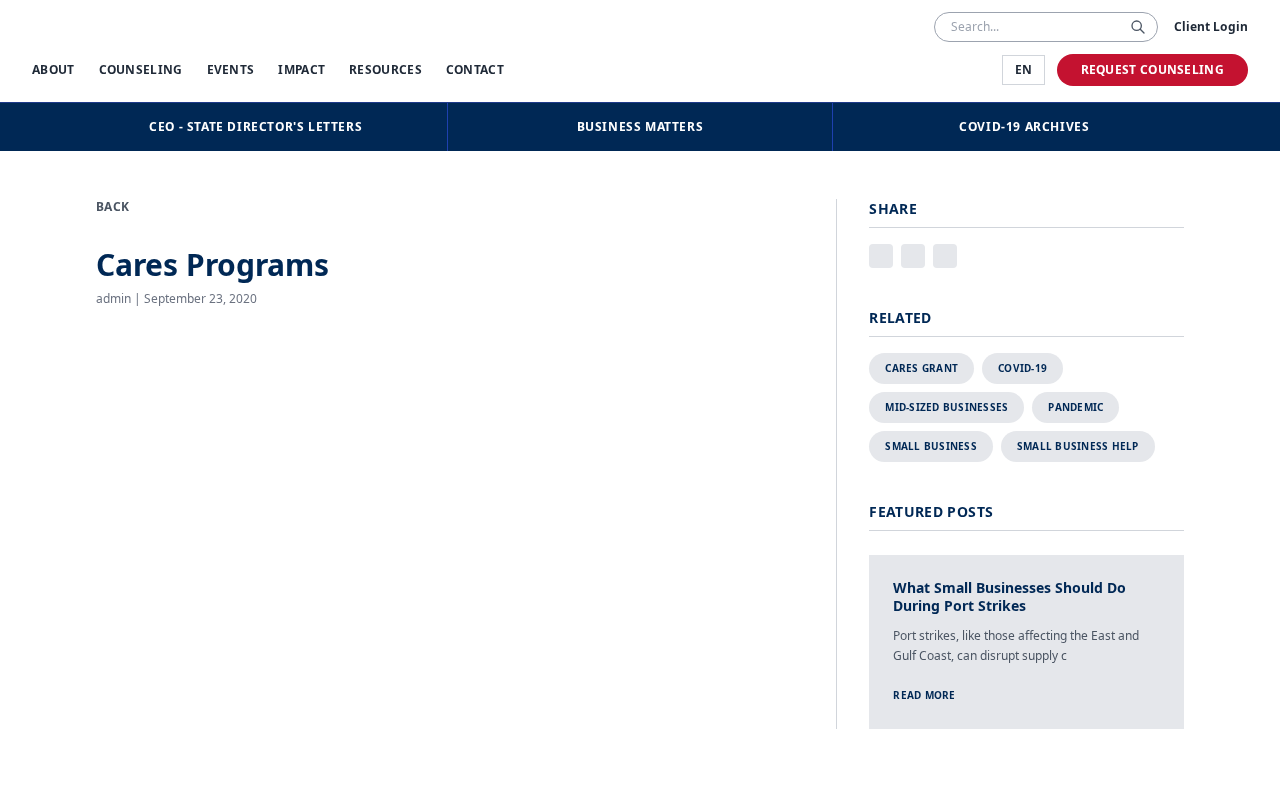 Search...
Client Login
ABOUT COUNSELING EVENTS IMPACT RESOURCES CONTACT
EN
REQUEST COUNSELING
CEO - STATE DIRECTOR'S LETTERS
BUSINESS MATTERS
COVID-19 ARCHIVES
BACK
Cares Programs
admin | September 23, 2020
SHARE
RELATED
CARES GRANT
COVID-19
MID-SIZED BUSINESSES
PANDEMIC
SMALL BUSINESS
SMALL BUSINESS HELP
FEATURED POSTS
What Small Businesses Should Do
During Port Strikes
Port strikes, like those affecting the East and
Gulf Coast, can disrupt supply c
READ MORE